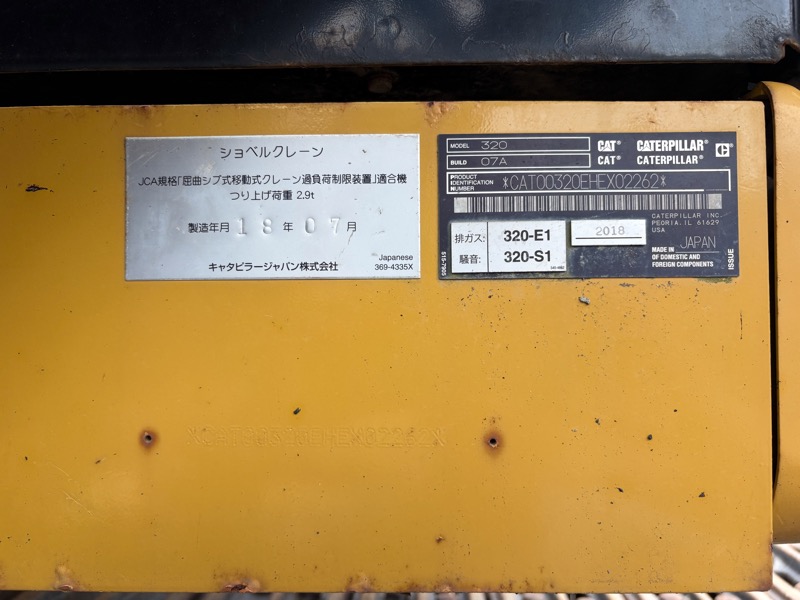 ショベルクレーン
JCA規格「屈曲ジブ式移動式クレーン過負荷制限装置」適合機
つり上げ荷重 2.9t
製造年月 18 年 07 月
Japanese
キャタピラージャパン株式会社 369-4335X
MODEL 320 CAT® CATERPILLAR®
BUILD 07A CAT® CATERPILLAR®
PRODUCT IDENTIFICATION NUMBER *CAT00320EHEX02262*
排ガス: 320-E1
騒音: 320-S1
2018
CATERPILLAR INC.
PEORIA, IL 61629
USA
MADE IN JAPAN
OF DOMESTIC AND
FOREIGN COMPONENTS
ISSUE
*CAT00320EHEX02262*